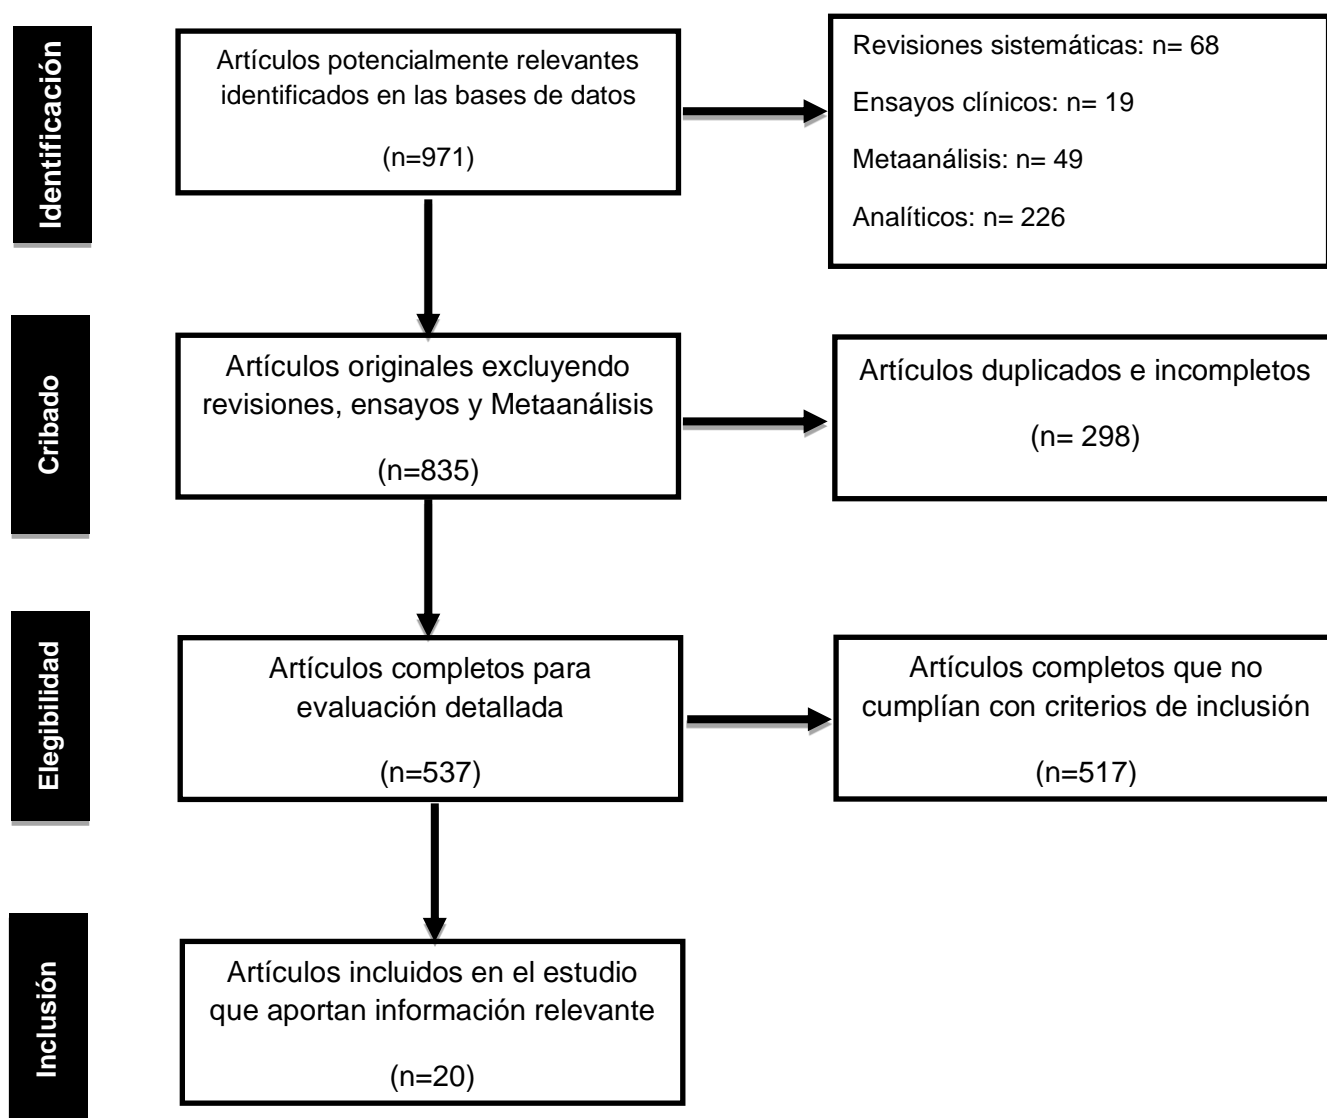 Identificación
Artículos potencialmente relevantes
identificados en las bases de datos
(n=971)
Revisiones sistemáticas: n= 68
Ensayos clínicos: n= 19
Metaanálisis: n= 49
Analíticos: n= 226
Cribado
Artículos originales excluyendo
revisiones, ensayos y Metaanálisis
(n=835)
Artículos duplicados e incompletos
(n= 298)
Elegibilidad
Artículos completos para
evaluación detallada
(n=537)
Artículos completos que no
cumplían con criterios de inclusión
(n=517)
Inclusión
Artículos incluidos en el estudio
que aportan información relevante
(n=20)